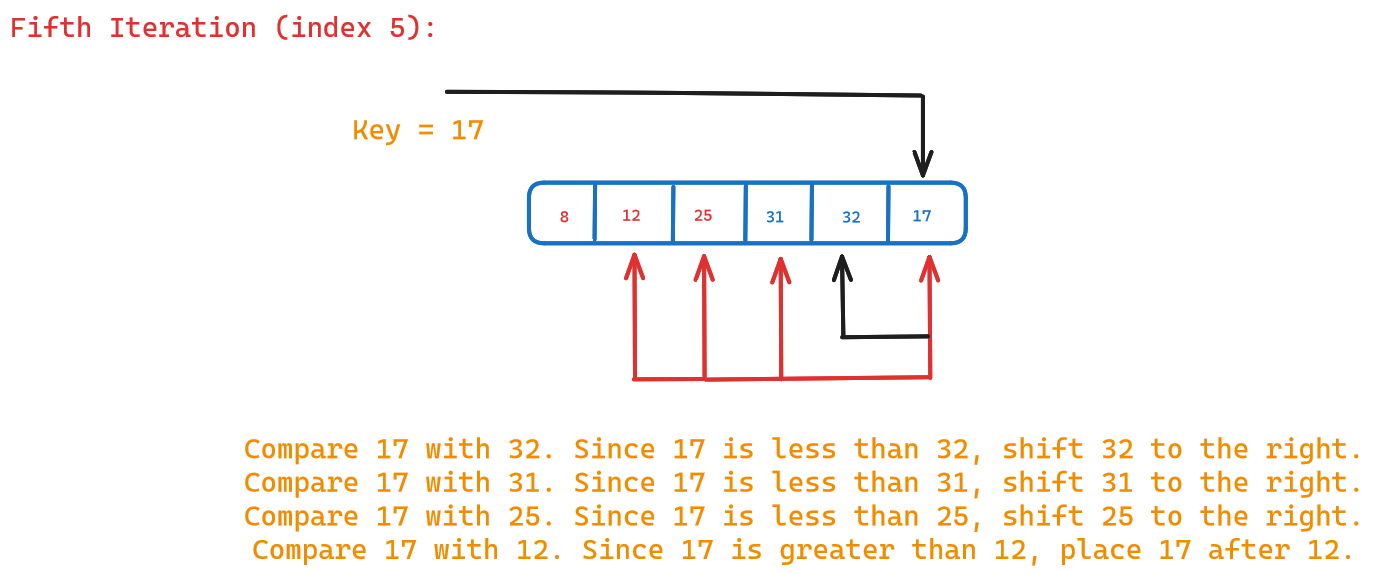 Fifth Iteration (index 5):
Key = 17
8 12 25 31 32 17
Compare 17 with 32. Since 17 is less than 32, shift 32 to the right.
Compare 17 with 31. Since 17 is less than 31, shift 31 to the right.
Compare 17 with 25. Since 17 is less than 25, shift 25 to the right.
Compare 17 with 12. Since 17 is greater than 12, place 17 after 12.